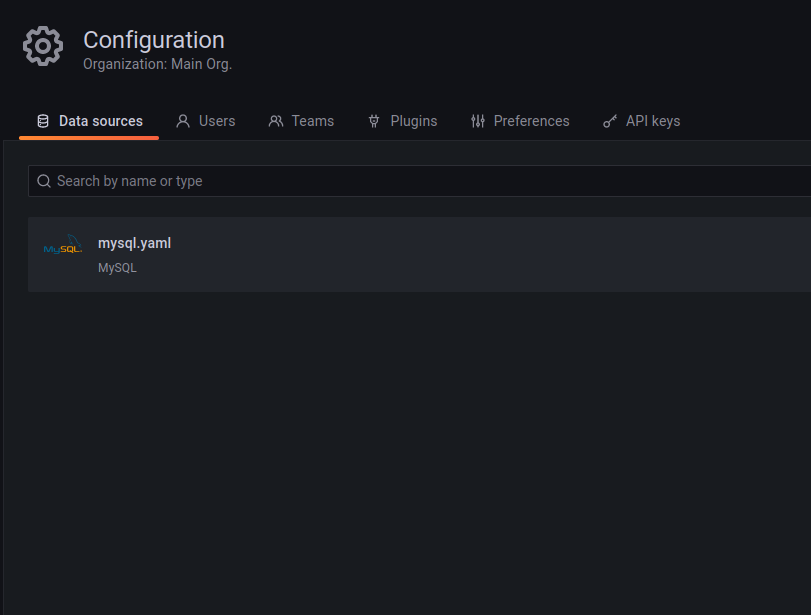 Configuration
Organization: Main Org.
Data sources Users Teams Plugins Preferences API keys
Search by name or type
MySQL.
mysql.yaml
MySQL